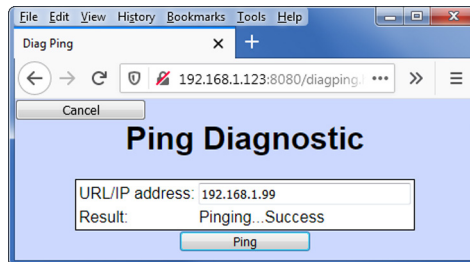 File Edit View History Bookmarks Tools Help
Diag Ping
192.168.1.123:8080/diagping.
Cancel
Ping Diagnostic
URL/IP address: 192.168.1.99
Result: Pinging...Success
Ping